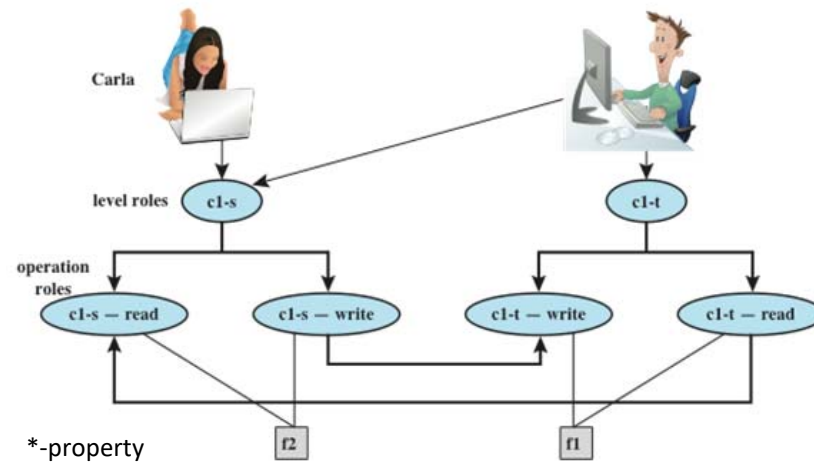 Carla
level roles
c1-s
c1-t
operation
roles
c1-s — read
c1-s — write
c1-t — write
c1-t — read
*-property
f2
f1